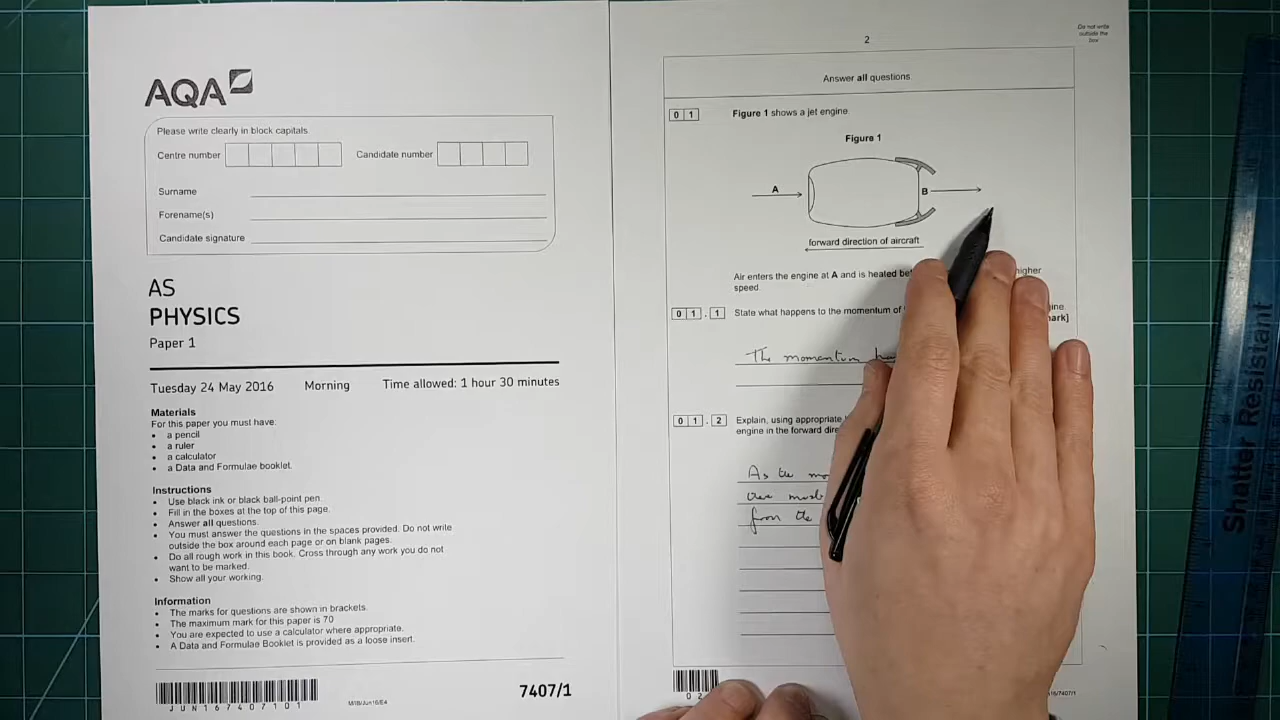 AQA
Please write clearly in block capitals.
Centre number
Candidate number
Surname
Forename(s)
Candidate signature
AS
PHYSICS
Paper 1
Tuesday 24 May 2016
Morning
Time allowed: 1 hour 30 minutes
Materials
For this paper you must have:
• a pencil
• a ruler
• a calculator
• a Data and Formulae booklet.
Instructions
• Use black ink or black ball-point pen.
• Fill in the boxes at the top of this page.
• Answer all questions.
• You must answer the questions in the spaces provided. Do not write
outside the box around each page or on blank pages.
• Do all rough work in this book. Cross through any work you do not
want to be marked.
• Show all your working.
Information
• The marks for questions are shown in brackets.
• The maximum mark for this paper is 70
• You are expected to use a calculator where appropriate.
• A Data and Formulae Booklet is provided as a loose insert.
JUN167407101
7407/1
2
Do not write
outside the
box
Answer all questions.
0 1
Figure 1 shows a jet engine.
Figure 1
A
B
forward direction of aircraft
Air enters the engine at A and is heated higher
speed.
0 1 . 1
State what happens to the momentum of
The momentum
0 1 . 2
Explain, using appropriate
engine in the forward
As the
from the
Shatter Resistant